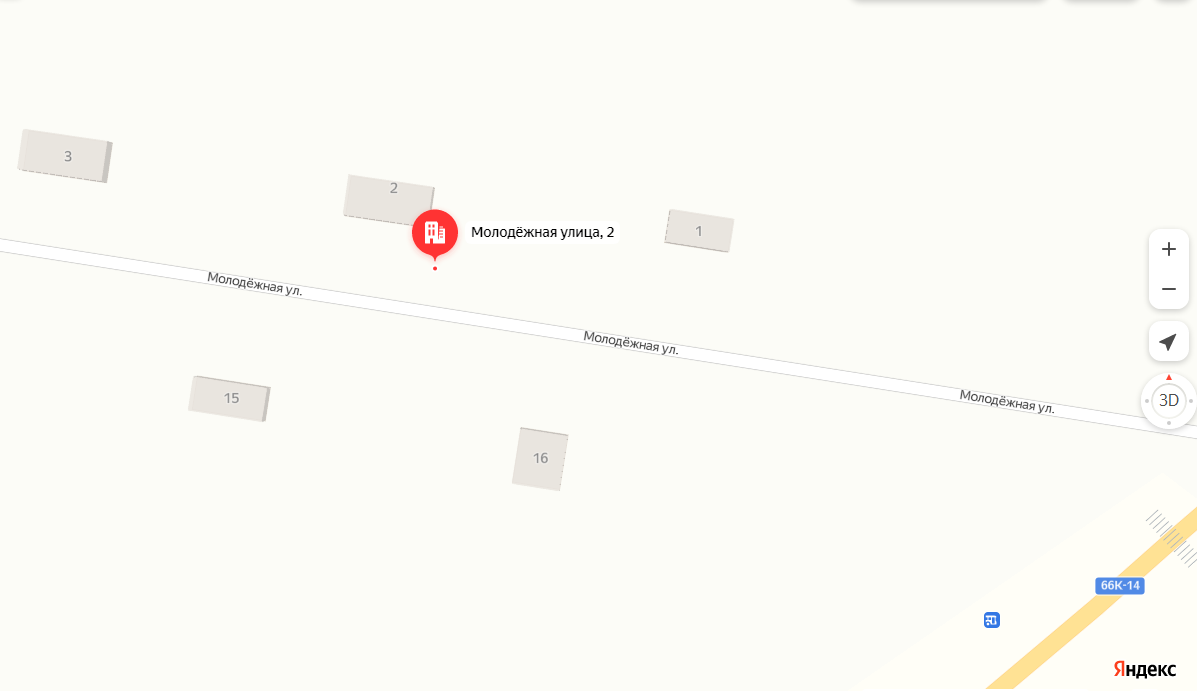 3
2
1
Молодёжная улица, 2
Молодёжная ул.
Молодёжная ул.
Молодёжная ул.
3D
15
16
66К-14
Яндекс